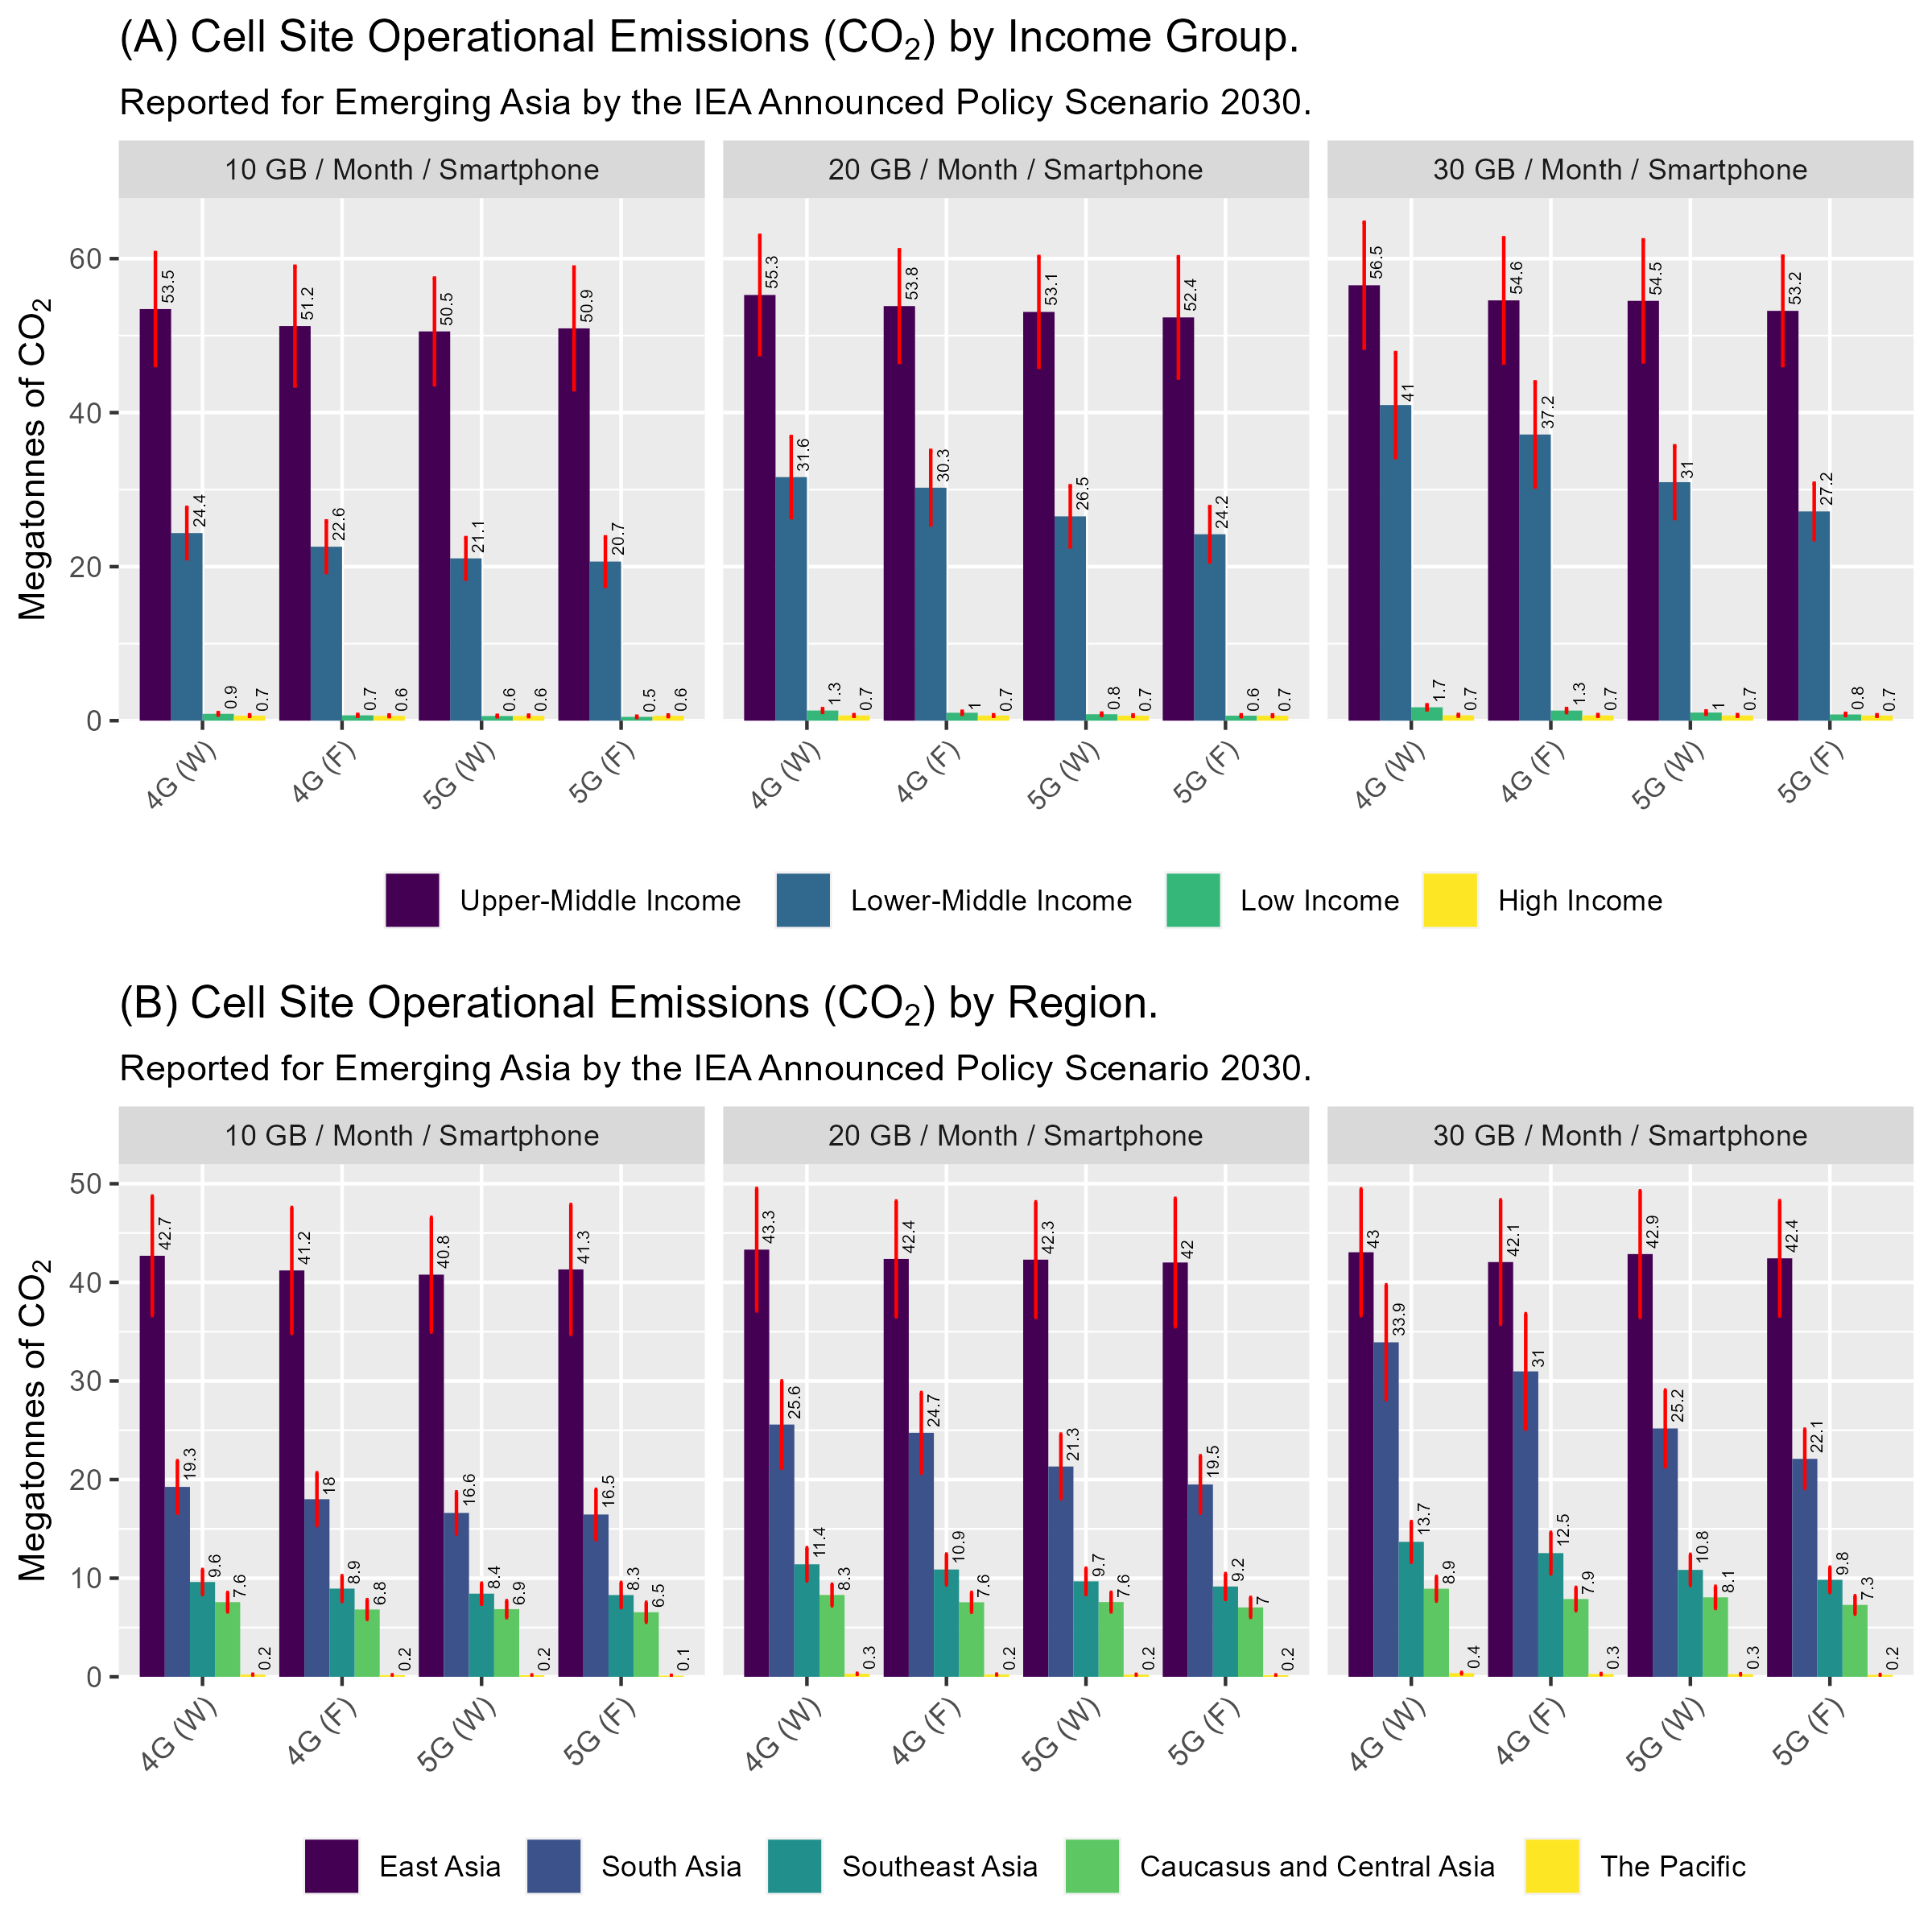 (A) Cell Site Operational Emissions (CO₂) by Income Group.
Reported for Emerging Asia by the IEA Announced Policy Scenario 2030.
10 GB / Month / Smartphone
20 GB / Month / Smartphone
30 GB / Month / Smartphone
Megatonnes of CO₂
60
40
20
0
53.5 24.4 0.9 0.7 51.2 22.6 0.7 0.6 50.5 21.1 0.6 0.6 50.9 20.7 0.5 0.6
55.3 31.6 1.3 0.7 53.8 30.3 1 0.7 53.1 26.5 0.8 0.7 52.4 24.2 0.6 0.7
56.5 41 1.7 0.7 54.6 37.2 1.3 0.7 54.5 31 1 0.7 53.2 27.2 0.8 0.7
4G (W) 4G (F) 5G (W) 5G (F)
4G (W) 4G (F) 5G (W) 5G (F)
4G (W) 4G (F) 5G (W) 5G (F)
Upper-Middle Income Lower-Middle Income Low Income High Income
(B) Cell Site Operational Emissions (CO₂) by Region.
Reported for Emerging Asia by the IEA Announced Policy Scenario 2030.
10 GB / Month / Smartphone
20 GB / Month / Smartphone
30 GB / Month / Smartphone
Megatonnes of CO₂
50
40
30
20
10
0
42.7 19.3 9.6 7.6 0.2 41.2 18 8.9 6.8 0.2 40.8 16.6 8.4 6.9 0.2 41.3 16.5 8.3 6.5 0.1
43.3 25.6 11.4 8.3 0.3 42.4 24.7 10.9 7.6 0.2 42.3 21.3 9.7 7.6 0.2 42 19.5 9.2 7 0.2
43 33.9 13.7 8.9 0.4 42.1 31 12.5 7.9 0.3 42.9 25.2 10.8 8.1 0.3 42.4 22.1 9.8 7.3 0.2
4G (W) 4G (F) 5G (W) 5G (F)
4G (W) 4G (F) 5G (W) 5G (F)
4G (W) 4G (F) 5G (W) 5G (F)
East Asia South Asia Southeast Asia Caucasus and Central Asia The Pacific